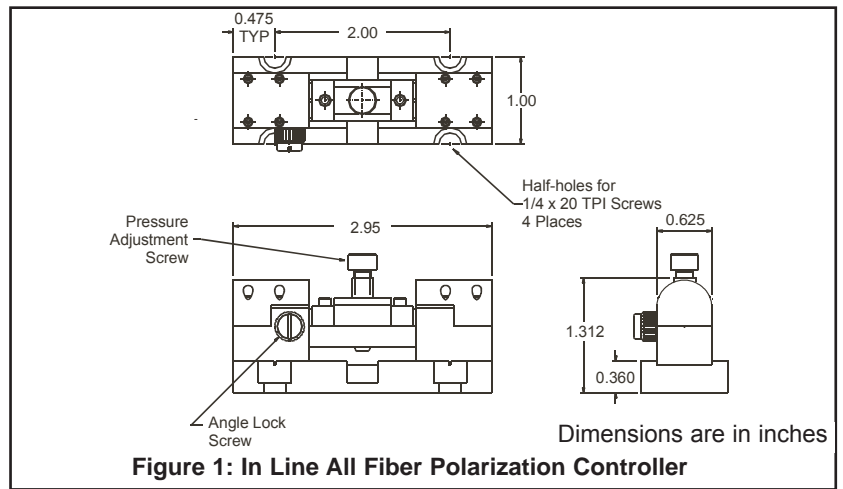 0.475
TYP
2.00
1.00
Half-holes for
1/4 x 20 TPI Screws
4 Places
Pressure
Adjustment
Screw
2.95
0.625
1.312
0.360
Angle Lock
Screw
Dimensions are in inches
Figure 1: In Line All Fiber Polarization Controller